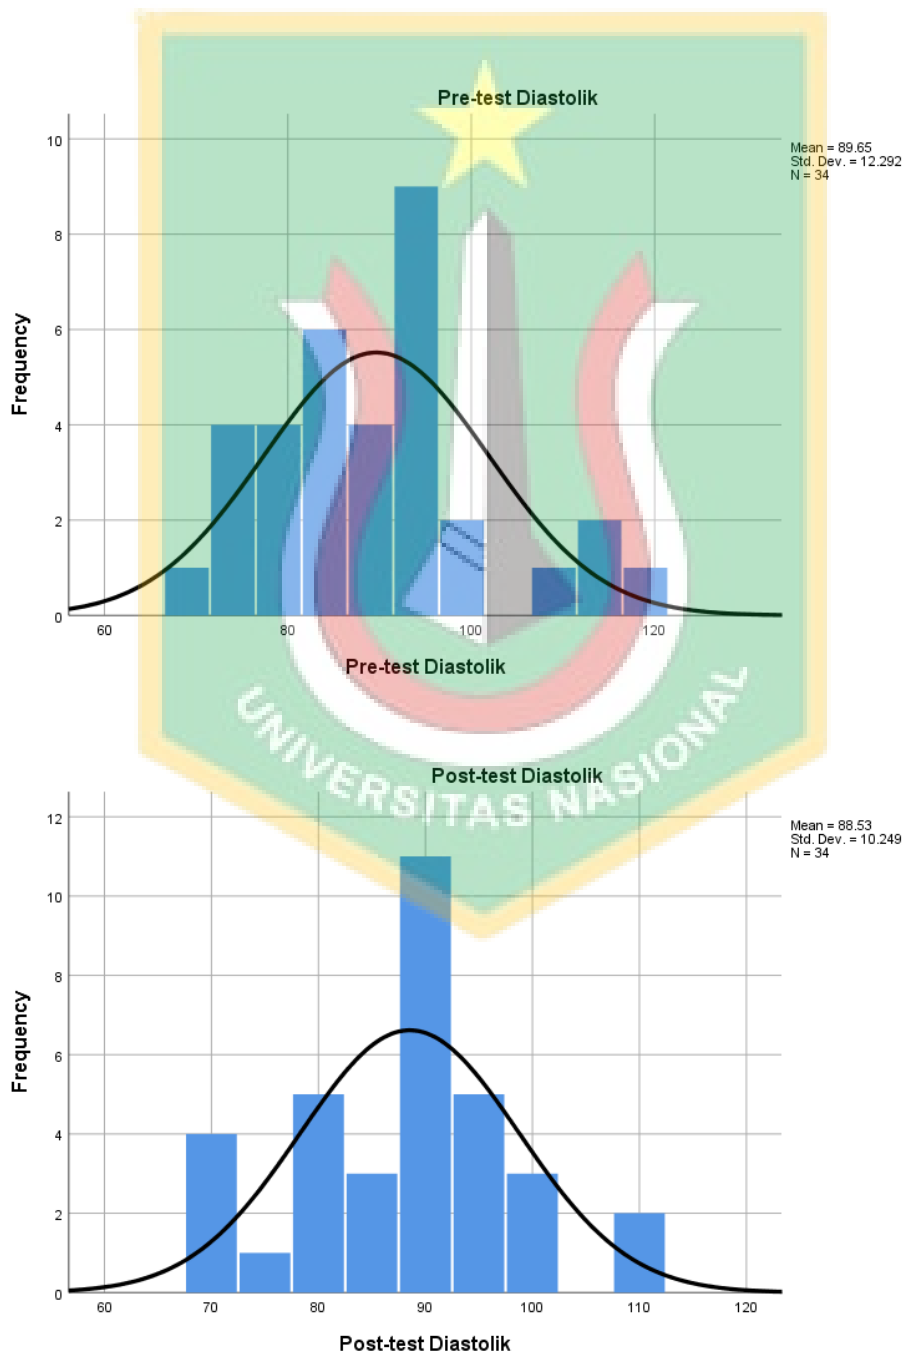 Pre-test Diastolik
Mean = 89.65
Std. Dev. = 12.292
N = 34
Frequency
10
8
6
4
2
0
60 80 100 120
Pre-test Diastolik
UNIVERSITAS NASIONAL
Post-test Diastolik
Mean = 88.53
Std. Dev. = 10.249
N = 34
Frequency
12
10
8
6
4
2
0
60 70 80 90 100 110 120
Post-test Diastolik